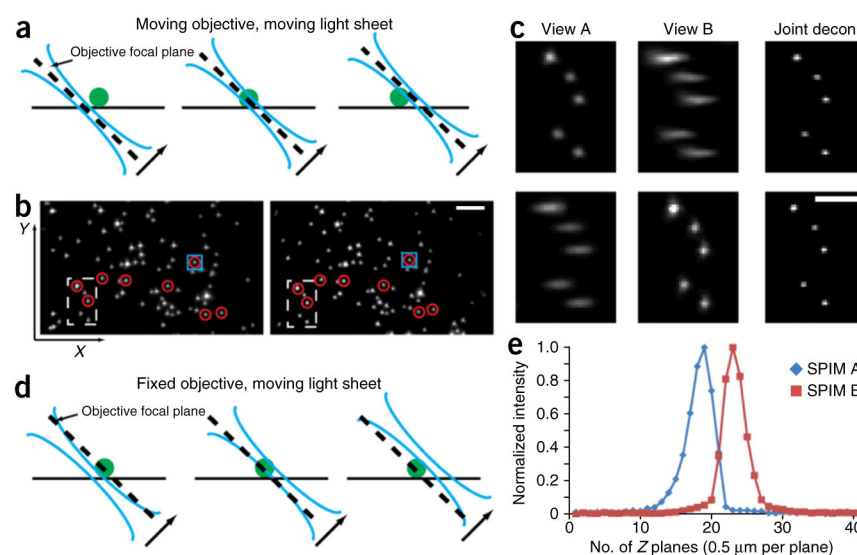 a
Moving objective, moving light sheet
Objective focal plane
b
Y
X
c
View A
View B
Joint decon
d
Fixed objective, moving light sheet
Objective focal plane
e
Normalized intensity
1.0
0.8
0.6
0.4
0.2
0
0
20
40
No. of Z planes (0.5 µm per plane)
SPIM A
SPIM B